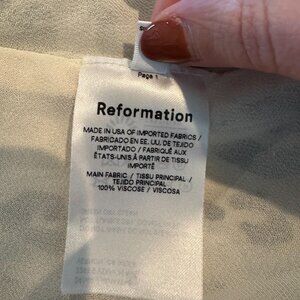 Page 1
Reformation
MADE IN USA OF IMPORTED FABRICS /
FABRICADO EN EE. UU. DE TEJIDO
IMPORTADO / FABRIQUÉ AUX
ÉTATS-UNIS À PARTIR DE TISSU
IMPORTÉ
MAIN FABRIC / TISSU PRINCIPAL /
TEJIDO PRINCIPAL
100% VISCOSE / VISCOSA